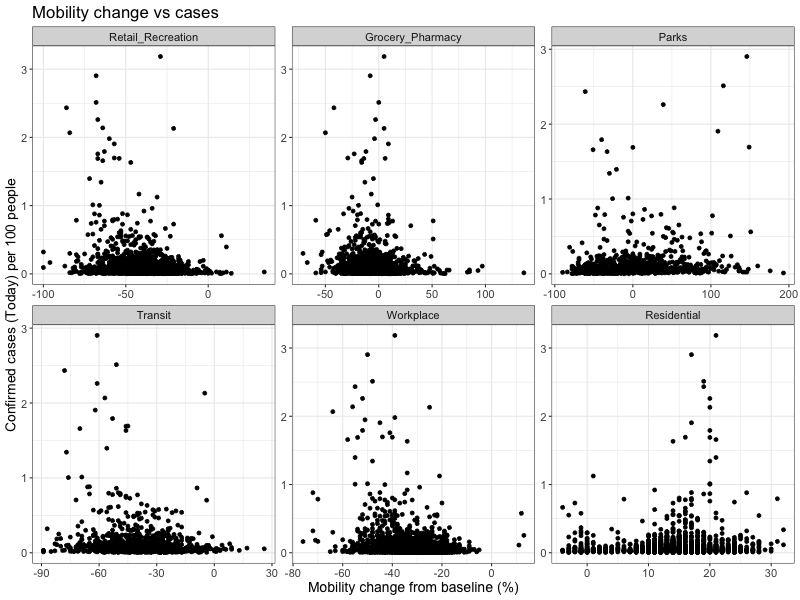 Mobility change vs cases
Retail_Recreation
Grocery_Pharmacy
Parks
3
2
1
0
-100 -50 0
3
2
1
0
-50 0 50 100
3
2
1
0
-100 0 100 200
Transit
Workplace
Residential
3
2
1
0
-90 -60 -30 0 30
3
2
1
0
-80 -60 -40 -20 0
3
2
1
0
0 10 20 30
Confirmed cases (Today) per 100 people
Mobility change from baseline (%)